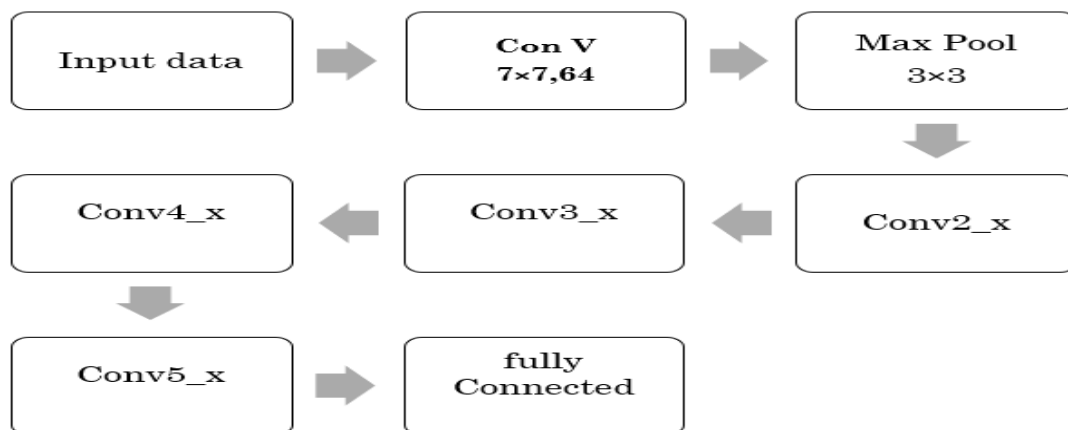 Input data
Con V
7×7,64
Max Pool
3×3
Conv2_x
Conv3_x
Conv4_x
Conv5_x
fully
Connected